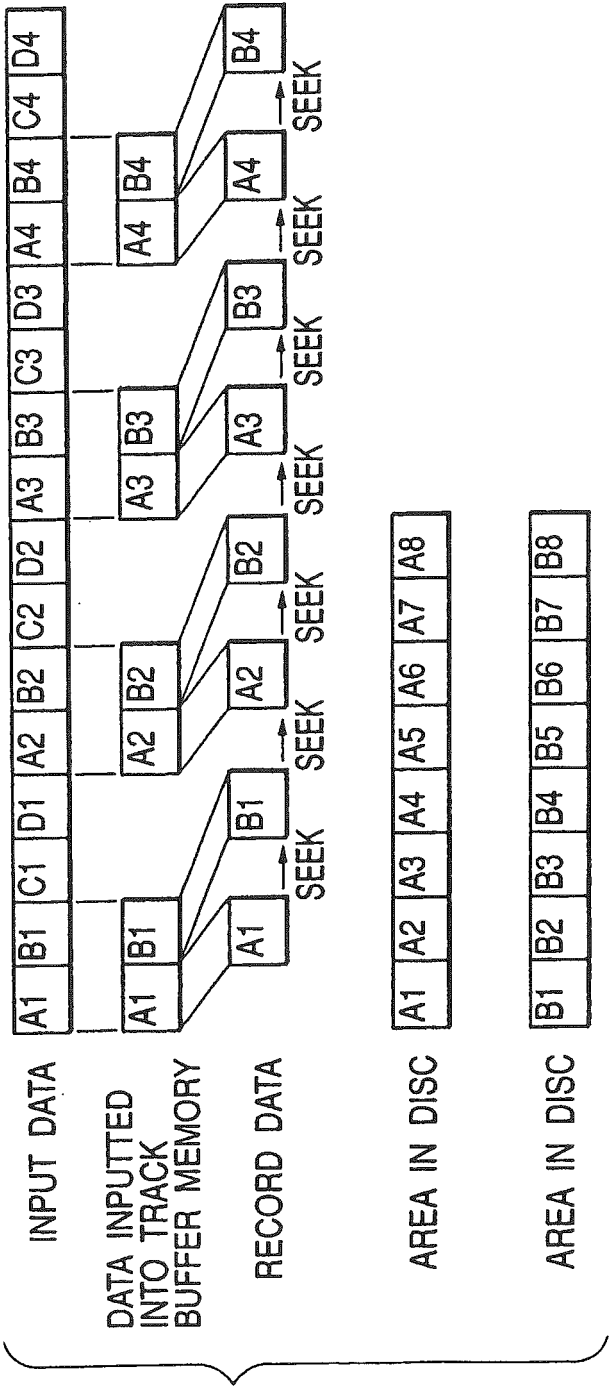 INPUT DATA
A1 B1 C1 D1 A2 B2 C2 D2 A3 B3 C3 D3 A4 B4 C4 D4
DATA INPUTTED
INTO TRACK
BUFFER MEMORY
A1 B1 A2 B2 A3 B3 A4 B4
RECORD DATA
A1 B1 A2 B2 A3 B3 A4 B4
SEEK SEEK SEEK SEEK SEEK SEEK SEEK
AREA IN DISC
A1 A2 A3 A4 A5 A6 A7 A8
AREA IN DISC
B1 B2 B3 B4 B5 B6 B7 B8